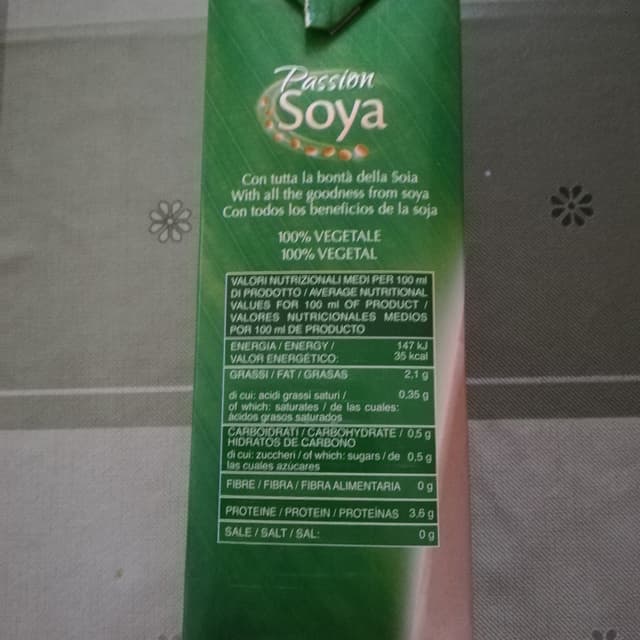 Passion
Soya
Con tutta la bontà della Soia
With all the goodness from soya
Con todos los beneficios de la soja
100% VEGETALE
100% VEGETAL
VALORI NUTRIZIONALI MEDI PER 100 ml
DI PRODOTTO / AVERAGE NUTRITIONAL
VALUES FOR 100 ml OF PRODUCT /
VALORES NUTRICIONALES MEDIOS
POR 100 ml DE PRODUCTO
ENERGIA / ENERGY / 147 kJ
VALOR ENERGÉTICO: 35 kcal
GRASSI / FAT / GRASAS 2,1 g
di cui: acidi grassi saturi / 0,35 g
of which: saturates / de las cuales:
ácidos grasos saturados
CARBOIDRATI / CARBOHYDRATE / 0,5 g
HIDRATOS DE CARBONO
di cui: zuccheri / of which: sugars / de 0,5 g
las cuales azúcares
FIBRE / FIBRA / FIBRA ALIMENTARIA 0 g
PROTEINE / PROTEIN / PROTEÍNAS 3,6 g
SALE / SALT / SAL: 0 g